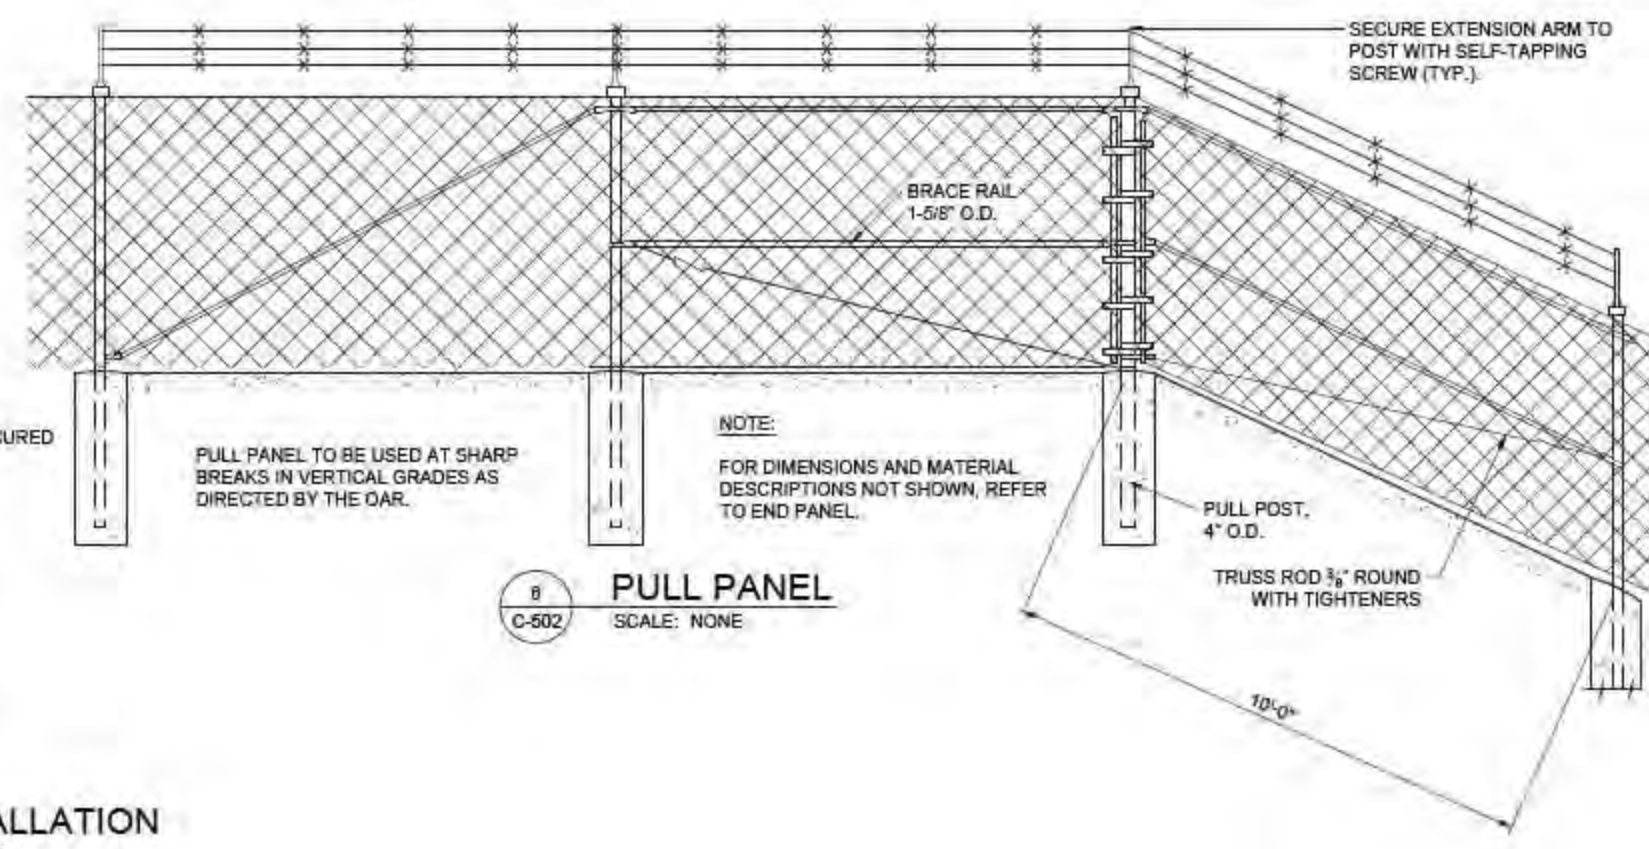 SECURE EXTENSION ARM TO
POST WITH SELF-TAPPING
SCREW (TYP.)
BRACE RAIL
1-5/8" O.D.
CURED
PULL PANEL TO BE USED AT SHARP
BREAKS IN VERTICAL GRADES AS
DIRECTED BY THE OAR.
NOTE:
FOR DIMENSIONS AND MATERIAL
DESCRIPTIONS NOT SHOWN, REFER
TO END PANEL.
PULL POST,
4" O.D.
TRUSS ROD 3/8" ROUND
WITH TIGHTENERS
C-502
PULL PANEL
SCALE: NONE
10'-0"
ALLATION